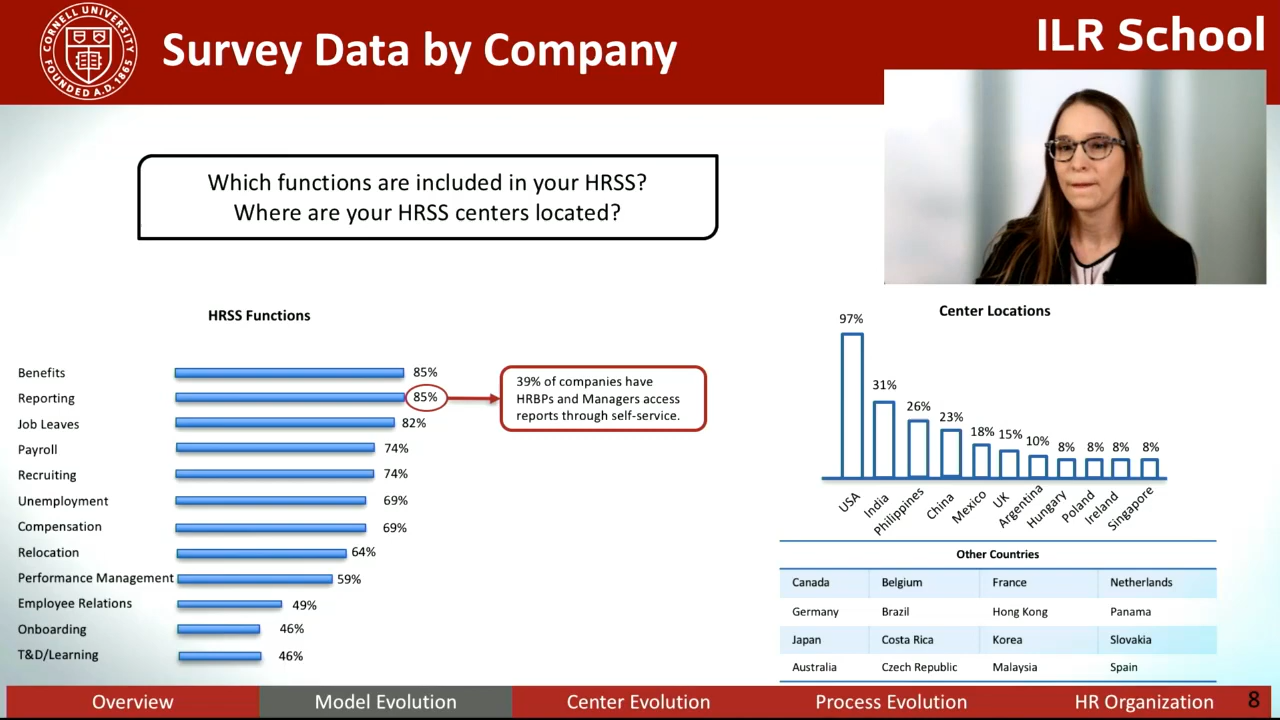 CORNELL UNIVERSITY
FOUNDED A.D. 1865
Survey Data by Company
ILR School
Which functions are included in your HRSS?
Where are your HRSS centers located?
HRSS Functions
Benefits 85%
Reporting 85%
Job Leaves 82%
Payroll 74%
Recruiting 74%
Unemployment 69%
Compensation 69%
Relocation 64%
Performance Management 59%
Employee Relations 49%
Onboarding 46%
T&D/Learning 46%
39% of companies have
HRBPs and Managers access
reports through self-service.
Center Locations
97% 31% 26% 23% 18% 15% 10% 8% 8% 8% 8%
USA India Philippines China Mexico UK Argentina Hungary Poland Ireland Singapore
Other Countries
Canada Belgium France Netherlands
Germany Brazil Hong Kong Panama
Japan Costa Rica Korea Slovakia
Australia Czech Republic Malaysia Spain
Overview Model Evolution Center Evolution Process Evolution HR Organization 8